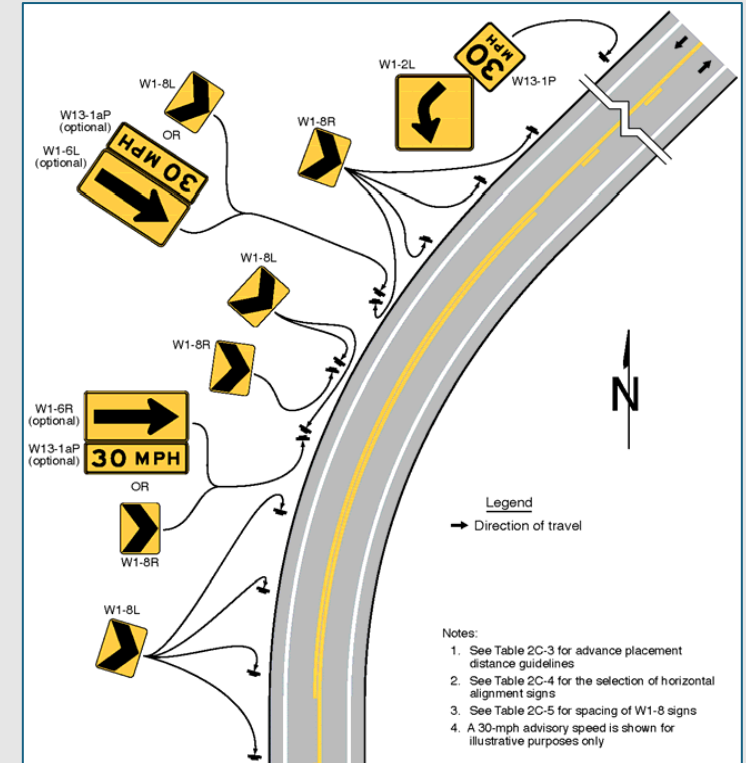 W1-8L
W13-1aP
(optional)
OR
W1-6L
(optional)
30 MPH
W1-2L
30
MPH
W13-1P
W1-8R
W1-8L
W1-8R
W1-6R
(optional)
W13-1aP
(optional)
30 MPH
OR
W1-8R
W1-8L
N
Legend
Direction of travel
Notes:
1. See Table 2C-3 for advance placement
distance guidelines
2. See Table 2C-4 for the selection of horizontal
alignment signs
3. See Table 2C-5 for spacing of W1-8 signs
4. A 30-mph advisory speed is shown for
illustrative purposes only